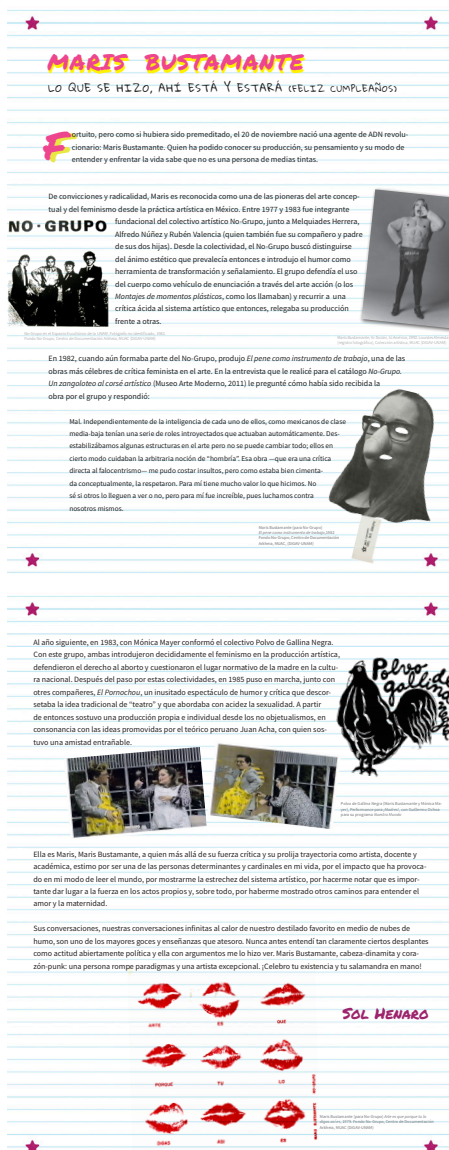 MARIS BUSTAMANTE
LO QUE SE HIZO, AHÍ ESTÁ Y ESTARÁ (FELIZ CUMPLEAÑOS)
Fortuito, pero como si hubiera sido premeditado, el 20 de noviembre nació una agente de ADN revolu-
cionario: Maris Bustamante. Quien ha podido conocer su producción, su pensamiento y su modo de
entender y enfrentar la vida sabe que no es una persona de medias tintas.
De convicciones y radicalidad, Maris es reconocida como una de las pioneras del arte concep-
tual y del feminismo desde la práctica artística en México. Entre 1977 y 1983 fue integrante
fundacional del colectivo artístico No-Grupo, junto a Melquiades Herrera,
Alfredo Núñez y Rubén Valencia (quien también fue su compañero y padre
de sus dos hijas). Desde la colectividad, el No-Grupo buscó distinguirse
del ánimo estético que prevalecía entonces e introdujo el humor como
herramienta de transformación y señalamiento. El grupo defendía el uso
del cuerpo como vehículo de enunciación a través del arte acción (o los
Montajes de momentos plásticos, como los llamaban) y recurrir a una
crítica ácida al sistema artístico que entonces, relegaba su producción
frente a otras.
NO·GRUPO
En 1982, cuando aún formaba parte del No-Grupo, produjo El pene como instrumento de trabajo, una de las
obras más célebres de crítica feminista en el arte. En la entrevista que le realicé para el catálogo No-Grupo.
Un zangoloteo al corsé artístico (Museo Arte Moderno, 2011) le pregunté cómo había sido recibida la
obra por el grupo y respondió:
Mal. Independientemente de la inteligencia de cada uno de ellos, como mexicanos de clase
media-baja tenían una serie de roles introyectados que actuaban automáticamente. Des-
estabilizábamos algunas estructuras en el arte pero no se puede cambiar todo; ellos en
cierto modo cuidaban la arbitraria noción de "hombría". Esa obra —que era una crítica
directa al falocentrismo— me pudo costar insultos, pero como estaba bien cimenta-
da conceptualmente, la respetaron. Para mí tiene mucho valor lo que hicimos. No
sé si otros lo lleguen a ver o no, pero para mí fue increíble, pues luchamos contra
nosotros mismos.
Maris Bustamante (para No-Grupo)
El pene como instrumento de trabajo, 1982
Fondo No-Grupo, Centro de Documentación
Arkheia, MUAC, (DiGAV-UNAM)
Al año siguiente, en 1983, con Mónica Mayer conformó el colectivo Polvo de Gallina Negra.
Con este grupo, ambas introdujeron decididamente el feminismo en la producción artística,
defendieron el derecho al aborto y cuestionaron el lugar normativo de la madre en la cultu-
ra nacional. Después del paso por estas colectividades, en 1985 puso en marcha, junto con
otres compañeres, El Pornochou, un inusitado espectáculo de humor y crítica que descor-
setaba la idea tradicional de "teatro" y que abordaba con acidez la sexualidad. A partir
de entonces sostuvo una producción propia e individual desde los no objetualismos, en
consonancia con las ideas promovidas por el teórico peruano Juan Acha, con quien sos-
tuvo una amistad entrañable.
Polvo de gallina
Ella es Maris, Maris Bustamante, a quien más allá de su fuerza crítica y su prolija trayectoria como artista, docente y
académica, estimo por ser una de las personas determinantes y cardinales en mi vida, por el impacto que ha provoca-
do en mi modo de leer el mundo, por mostrarme la estrechez del sistema artístico, por hacerme notar que es impor-
tante dar lugar a la fuerza en los actos propios y, sobre todo, por haberme mostrado otros caminos para entender el
amor y la maternidad.
Sus conversaciones, nuestras conversaciones infinitas al calor de nuestro destilado favorito en medio de nubes de
humo, son uno de los mayores goces y enseñanzas que atesoro. Nunca antes entendí tan claramente ciertos desplantes
como actitud abiertamente política y ella con argumentos me lo hizo ver. Maris Bustamante, cabeza-dinamita y cora-
zón-punk: una persona rompe paradigmas y una artista excepcional. ¡Celebro tu existencia y tu salamandra en mano!
SOL HENARO
ARTE
ES
QUE
PORQUE
TU
LO
DIGAS
ASI
ES
MARIS BUSTAMANTE
NO-GRUPO